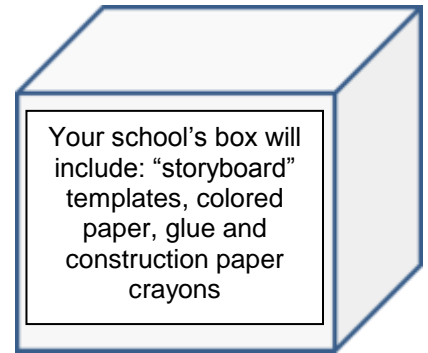 Your school’s box will
include: “storyboard”
templates, colored
paper, glue and
construction paper
crayons